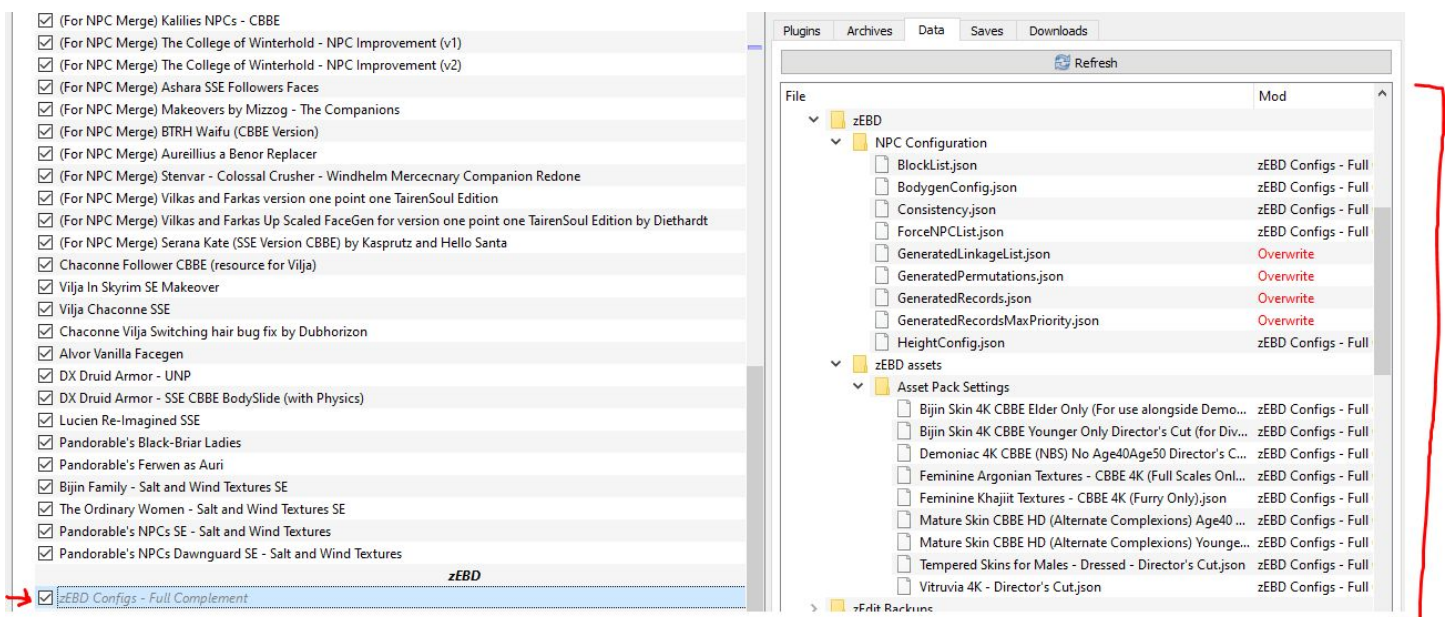 (For NPC Merge) Kalilies NPCs - CBBE
(For NPC Merge) The College of Winterhold - NPC Improvement (v1)
(For NPC Merge) The College of Winterhold - NPC Improvement (v2)
(For NPC Merge) Ashara SSE Followers Faces
(For NPC Merge) Makeovers by Mizzog - The Companions
(For NPC Merge) BTRH Waifu (CBBE Version)
(For NPC Merge) Aureillius a Benor Replacer
(For NPC Merge) Stenvar - Colossal Crusher - Windhelm Mercecnary Companion Redone
(For NPC Merge) Vilkas and Farkas version one point one TairenSoul Edition
(For NPC Merge) Vilkas and Farkas Up Scaled FaceGen for version one point one TairenSoul Edition by Diethardt
(For NPC Merge) Serana Kate (SSE Version CBBE) by Kasprutz and Hello Santa
Chaconne Follower CBBE (resource for Vilja)
Vilja In Skyrim SE Makeover
Vilja Chaconne SSE
Chaconne Vilja Switching hair bug fix by Dubhorizon
Alvor Vanilla Facegen
DX Druid Armor - UNP
DX Druid Armor - SSE CBBE BodySlide (with Physics)
Lucien Re-Imagined SSE
Pandorable's Black-Briar Ladies
Pandorable's Ferwen as Auri
Bijin Family - Salt and Wind Textures SE
The Ordinary Women - Salt and Wind Textures SE
Pandorable's NPCs SE - Salt and Wind Textures
Pandorable's NPCs Dawnguard SE - Salt and Wind Textures
zEBD
zEBD Configs - Full Complement
Plugins Archives Data Saves Downloads
Refresh
File Mod
zEBD
NPC Configuration
BlockList.json zEBD Configs - Full
BodygenConfig.json zEBD Configs - Full
Consistency.json zEBD Configs - Full
ForceNPCList.json zEBD Configs - Full
GeneratedLinkageList.json Overwrite
GeneratedPermutations.json Overwrite
GeneratedRecords.json Overwrite
GeneratedRecordsMaxPriority.json Overwrite
HeightConfig.json zEBD Configs - Full
zEBD assets
Asset Pack Settings
Bijin Skin 4K CBBE Elder Only (For use alongside Demo... zEBD Configs - Full
Bijin Skin 4K CBBE Younger Only Director's Cut (for Div... zEBD Configs - Full
Demoniac 4K CBBE (NBS) No Age40Age50 Director's C... zEBD Configs - Full
Feminine Argonian Textures - CBBE 4K (Full Scales Onl... zEBD Configs - Full
Feminine Khajiit Textures - CBBE 4K (Furry Only).json zEBD Configs - Full
Mature Skin CBBE HD (Alternate Complexions) Age40 ... zEBD Configs - Full
Mature Skin CBBE HD (Alternate Complexions) Younge... zEBD Configs - Full
Tempered Skins for Males - Dressed - Director's Cut.json zEBD Configs - Full
Vitruvia 4K - Director's Cut.json zEBD Configs - Full
zEdit Backups